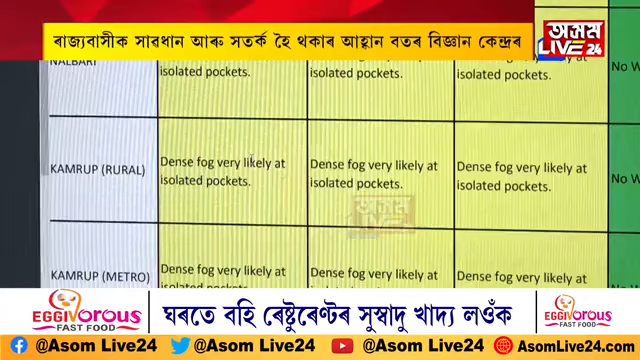 ৰাজ্যবাসীক সাৱধান আৰু সতৰ্ক হৈ থকাৰ আহ্বান বতৰ বিজ্ঞান কেন্দ্ৰৰ
অসম
LIVE 24
NALBARI
isolated pockets.
isolated pockets.
isolated pockets.
No W
KAMRUP (RURAL)
Dense fog very likely at
isolated pockets.
Dense fog very likely at
isolated pockets.
Dense fog very likely at
isolated pockets.
No W
KAMRUP (METRO)
Dense fog very likely at
Dense fog very likely at
Dense fog very likely at
EGGIVOROUS
FAST FOOD
ঘৰতে বহি ৰেষ্টুৰেণ্টৰ সুস্বাদু খাদ্য লওঁক
EGGIVOROUS
FAST FOOD
@Asom Live24
@AsomLive24
@Asom Live24
AsomLive24.Com